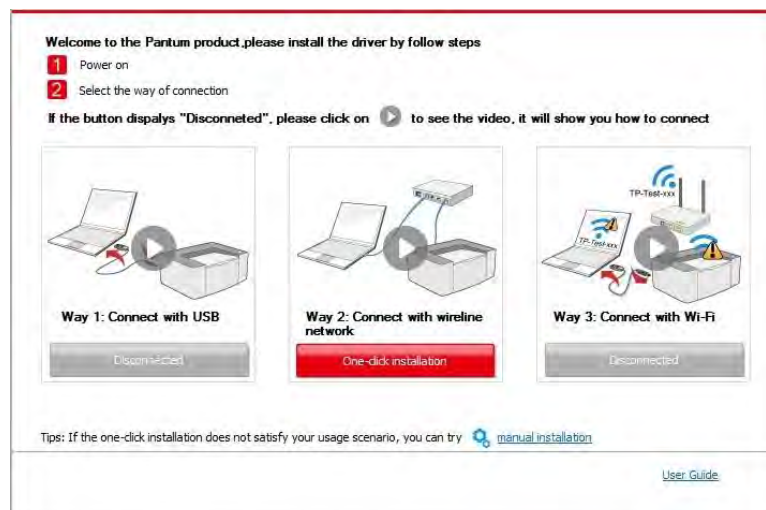 Welcome to the Pantum product,please install the driver by follow steps
1 Power on
2 Select the way of connection
If the button dispalys "Disconneted", please click on to see the video, it will show you how to connect
TP-Test-xxx
TP-Test-xxx
Way 1: Connect with USB
Way 2: Connect with wireline
network
Way 3: Connect with Wi-Fi
Disconnected
One-click installation
Disconnected
Tips: If the one-click installation does not satisfy your usage scenario, you can try manual installation
User Guide